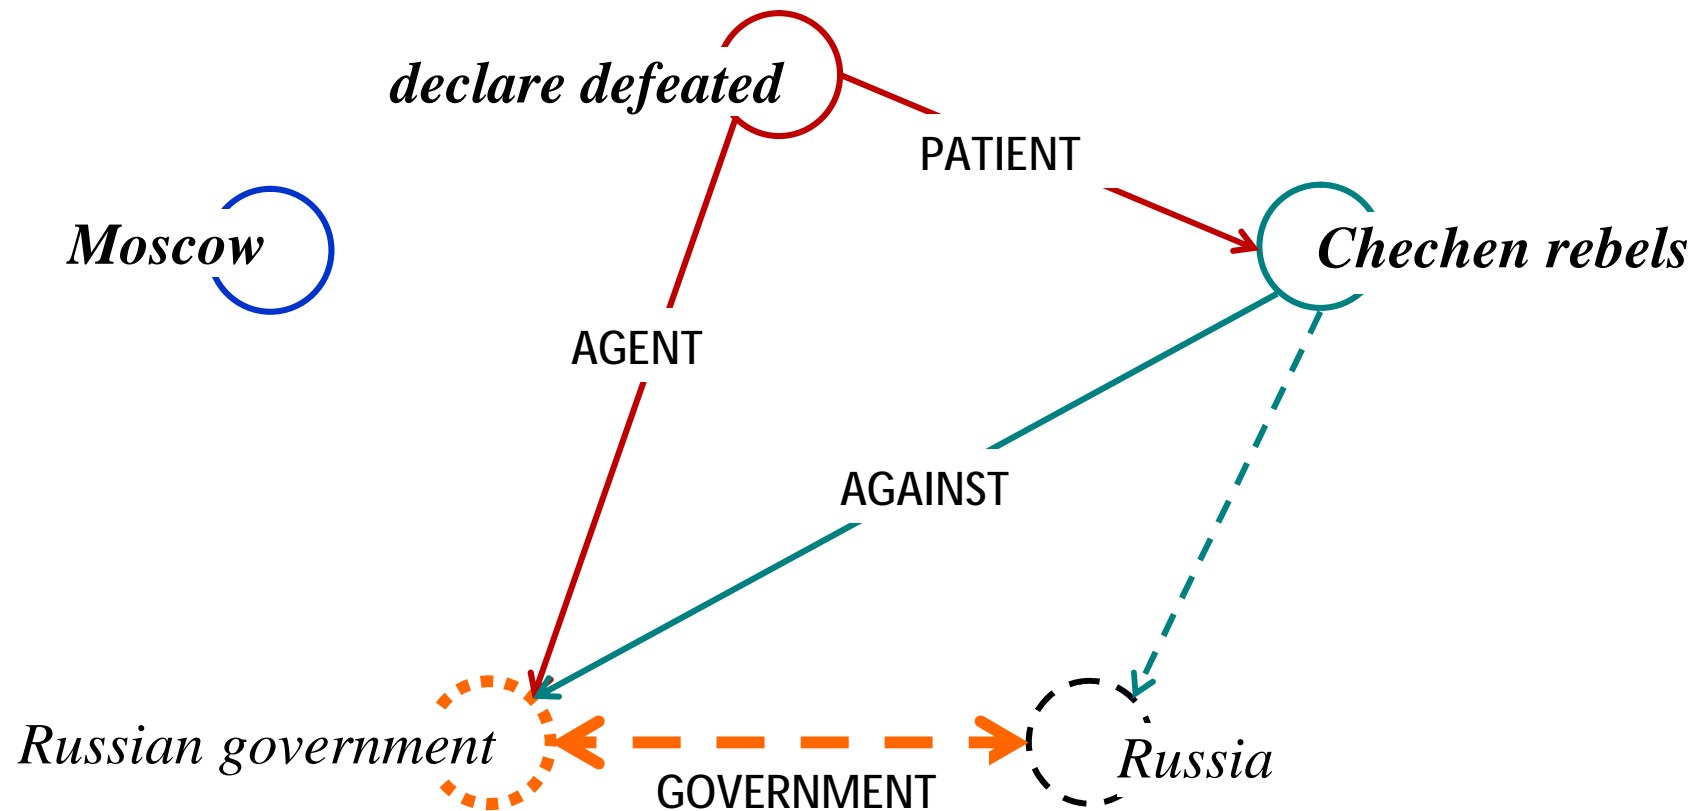 declare defeated
PATIENT
Moscow
Chechen rebels
AGENT
AGAINST
Russian government
Russia
GOVERNMENT